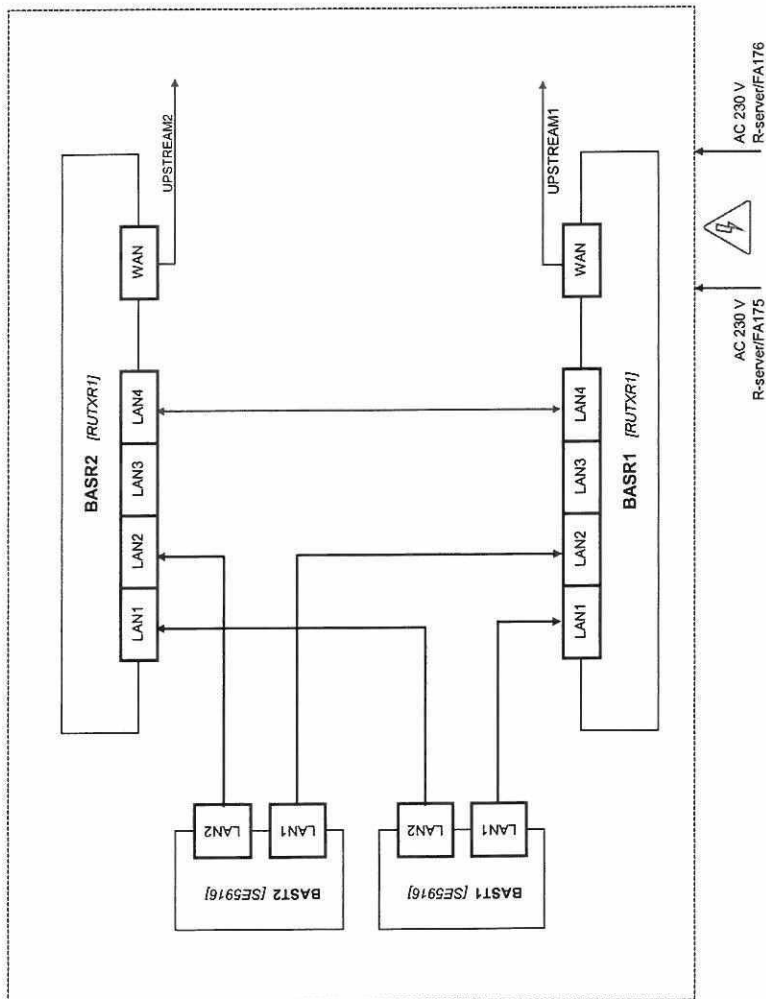 UPSTREAM2
UPSTREAM1
WAN
WAN
BASR2 [RUTXR1]
LAN4
LAN3
LAN2
LAN1
BASR1 [RUTXR1]
LAN4
LAN3
LAN2
LAN1
LAN2
LAN1
BAST2 [SE5916]
LAN2
LAN1
BAST1 [SE5916]
AC 230 V
R-server/FA176
AC 230 V
R-server/FA175